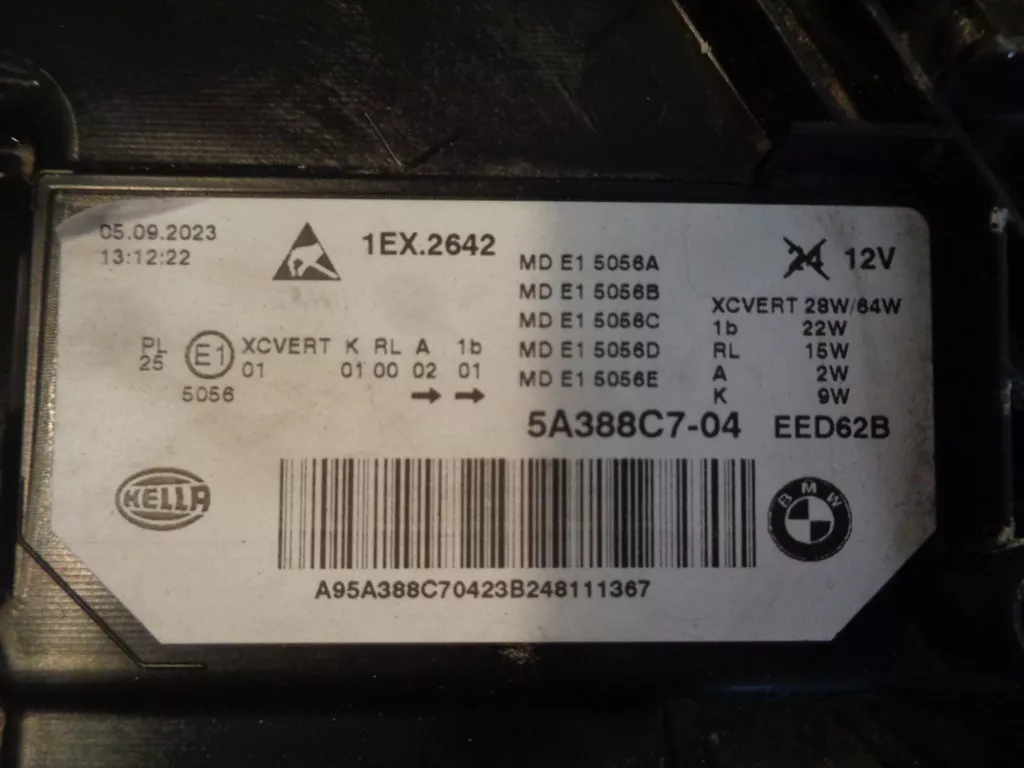 05.09.2023
13:12:22
1EX.2642
MD E1 5056A
MD E1 5056B
MD E1 5056C
MD E1 5056D
MD E1 5056E
24 12V
XCVERT 28W/64W
1b 22W
RL 15W
A 2W
K 9W
PL
25
E1
5056
XCVERT K RL A 1b
01 01 00 02 01
5A388C7-04 EED62B
HELLA
BMW
A95A388C70423B248111367